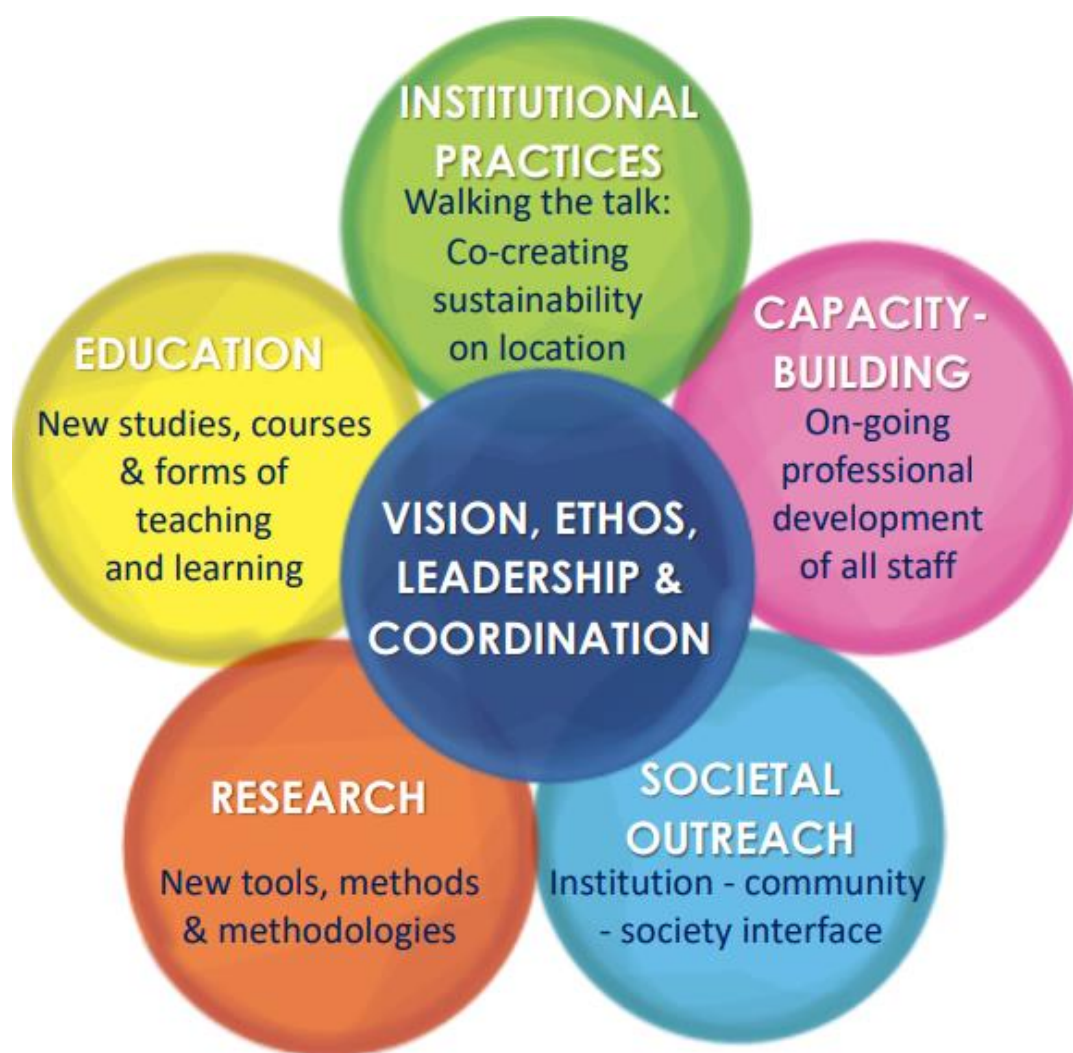 INSTITUTIONAL
PRACTICES
Walking the talk:
Co-creating
sustainability
on location
CAPACITY-
BUILDING
On-going
professional
development
of all staff
EDUCATION
New studies, courses
& forms of
teaching
and learning
VISION, ETHOS,
LEADERSHIP &
COORDINATION
RESEARCH
New tools, methods
& methodologies
SOCIETAL
OUTREACH
Institution - community
- society interface